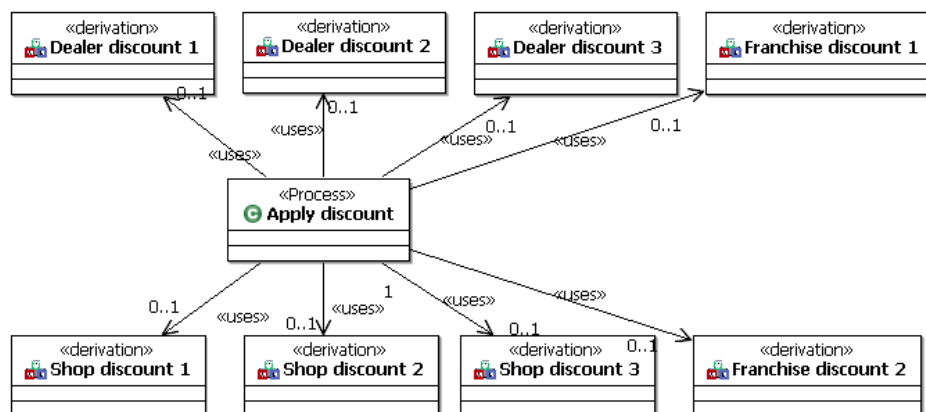 «derivation»
Dealer discount 1
«derivation»
Dealer discount 2
«derivation»
Dealer discount 3
«derivation»
Franchise discount 1
0..1
0..1
0..1
0..1
«uses»
«uses»
«uses»
«uses»
«Process»
C Apply discount
0..1
«uses»
0..1
«uses»
1
«uses»
0..1
«uses»
0..1
«derivation»
Shop discount 1
«derivation»
Shop discount 2
«derivation»
Shop discount 3
«derivation»
Franchise discount 2